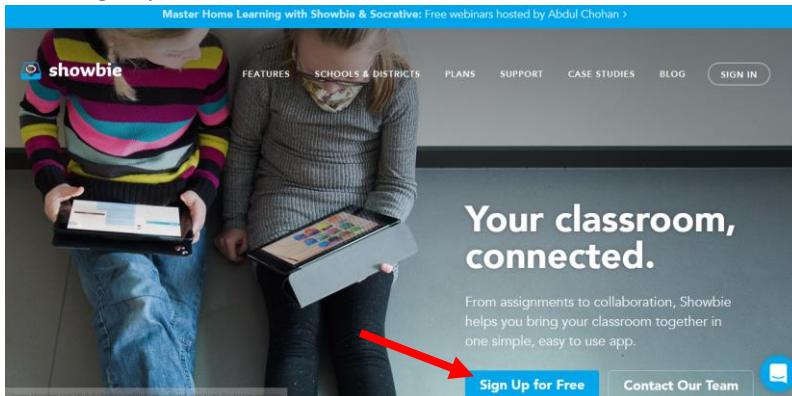 Master Home Learning with Showbie & Socrative: Free webinars hosted by Abdul Chohan >
showbie
FEATURES SCHOOLS & DISTRICTS PLANS SUPPORT CASE STUDIES BLOG SIGN IN
Your classroom,
connected.
From assignments to collaboration, Showbie
helps you bring your classroom together in
one simple, easy to use app.
Sign Up for Free Contact Our Team